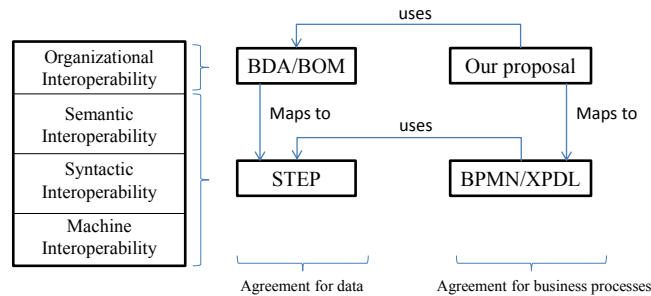 uses
Organizational
Interoperability
BDA/BOM
Our proposal
Semantic
Interoperability
Maps to
Maps to
uses
Syntactic
Interoperability
STEP
BPMN/XPDL
Machine
Interoperability
Agreement for data
Agreement for business processes